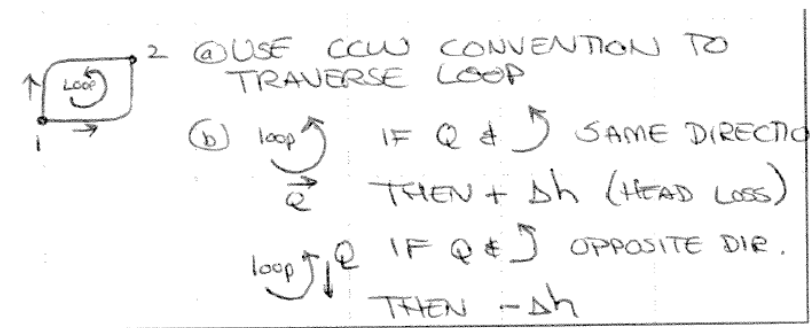 2 ⓐ USE CCW CONVENTION TO
TRAVERSE LOOP
Loop
1
ⓑ loop IF Q & SAME DIRECTIO
Q THEN + Δh (HEAD LOSS)
loop Q IF Q & OPPOSITE DIR.
THEN - Δh